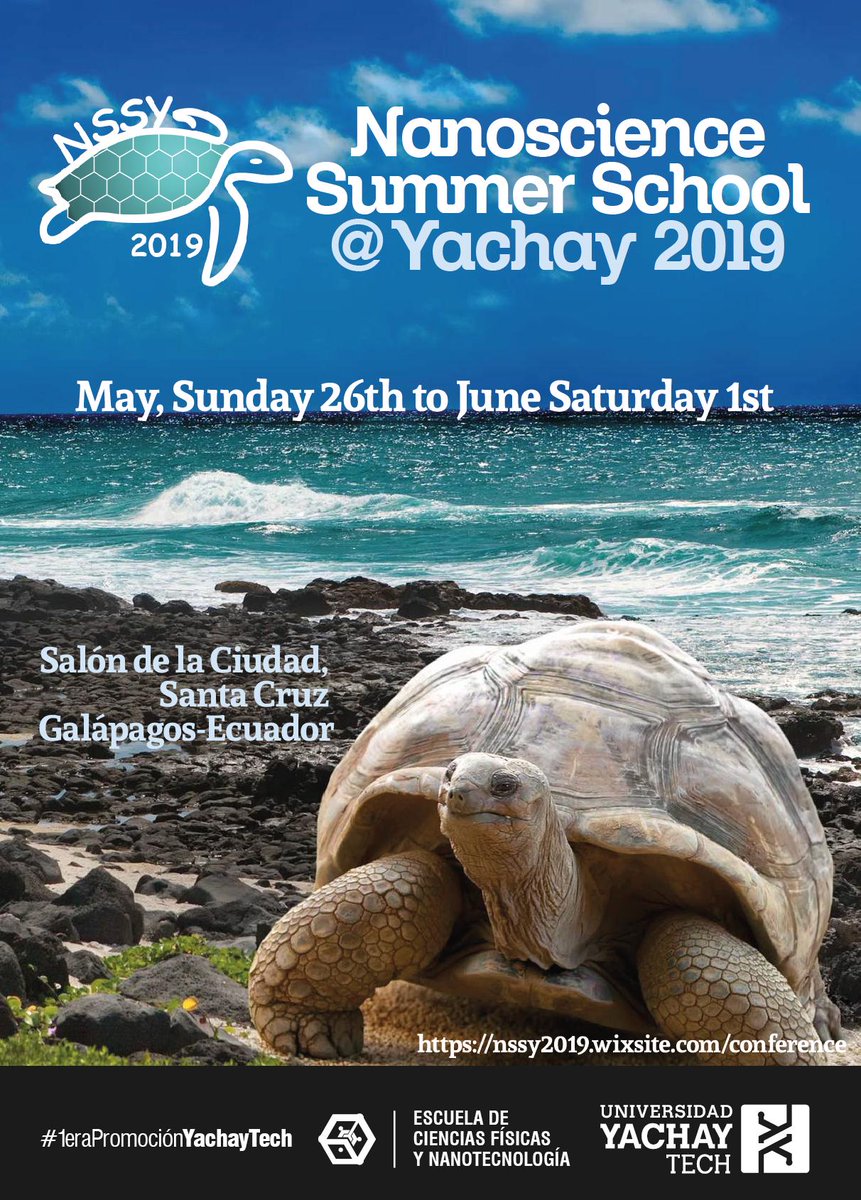 NSSY
2019
Nanoscience
Summer School
@ Yachay 2019
May, Sunday 26th to June Saturday 1st
Salón de la Ciudad,
Santa Cruz
Galápagos-Ecuador
https://nssy2019.wixsite.com/conference
#1eraPromociónYachayTech
ESCUELA DE
CIENCIAS FÍSICAS
Y NANOTECNOLOGÍA
UNIVERSIDAD
YACHAY
TECH